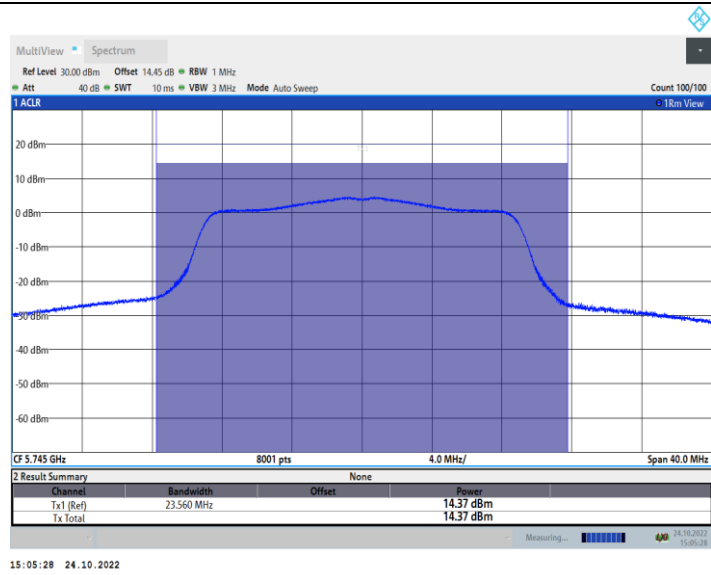 MultiView Spectrum
Ref Level 30.00 dBm Offset 14.45 dB RBW 1 MHz
Att 40 dB SWT 10 ms VBW 3 MHz Mode Auto Sweep Count 100/100
1 ACLR 1Rm View
20 dBm
10 dBm
0 dBm
-10 dBm
-20 dBm
-30 dBm
-40 dBm
-50 dBm
-60 dBm
CF 5.745 GHz 8001 pts 4.0 MHz/ Span 40.0 MHz
2 Result Summary None
Channel Bandwidth Offset Power
Tx1 (Ref) 23.560 MHz 14.37 dBm
Tx Total 14.37 dBm
Measuring... 24.10.2022
15:05:28
15:05:28 24.10.2022